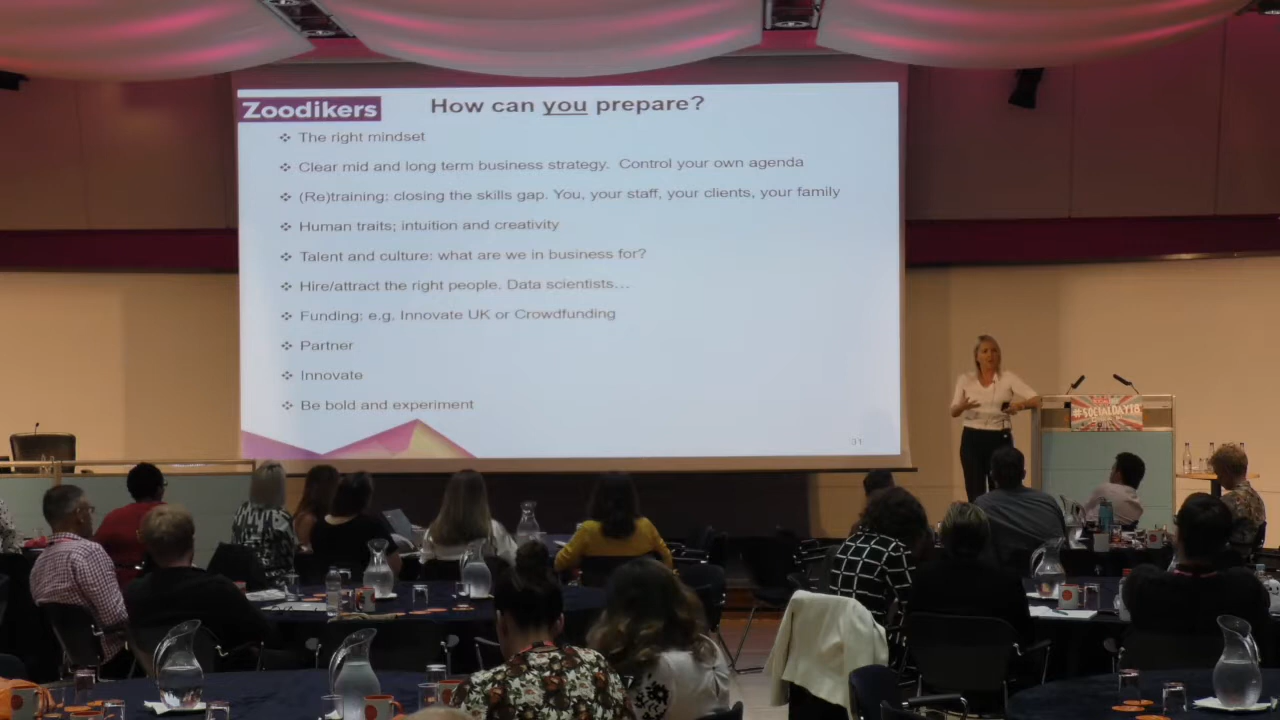 Zoodikers
How can you prepare?
The right mindset
Clear mid and long term business strategy. Control your own agenda
(Re)training: closing the skills gap. You, your staff, your clients, your family
Human traits; intuition and creativity
Talent and culture: what are we in business for?
Hire/attract the right people. Data scientists…
Funding: e.g. Innovate UK or Crowdfunding
Partner
Innovate
Be bold and experiment
#SOCIALDAY18